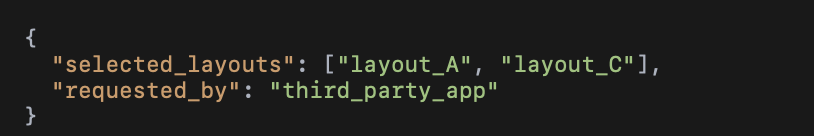 {
  "selected_layouts": ["layout_A", "layout_C"],
  "requested_by": "third_party_app"
}